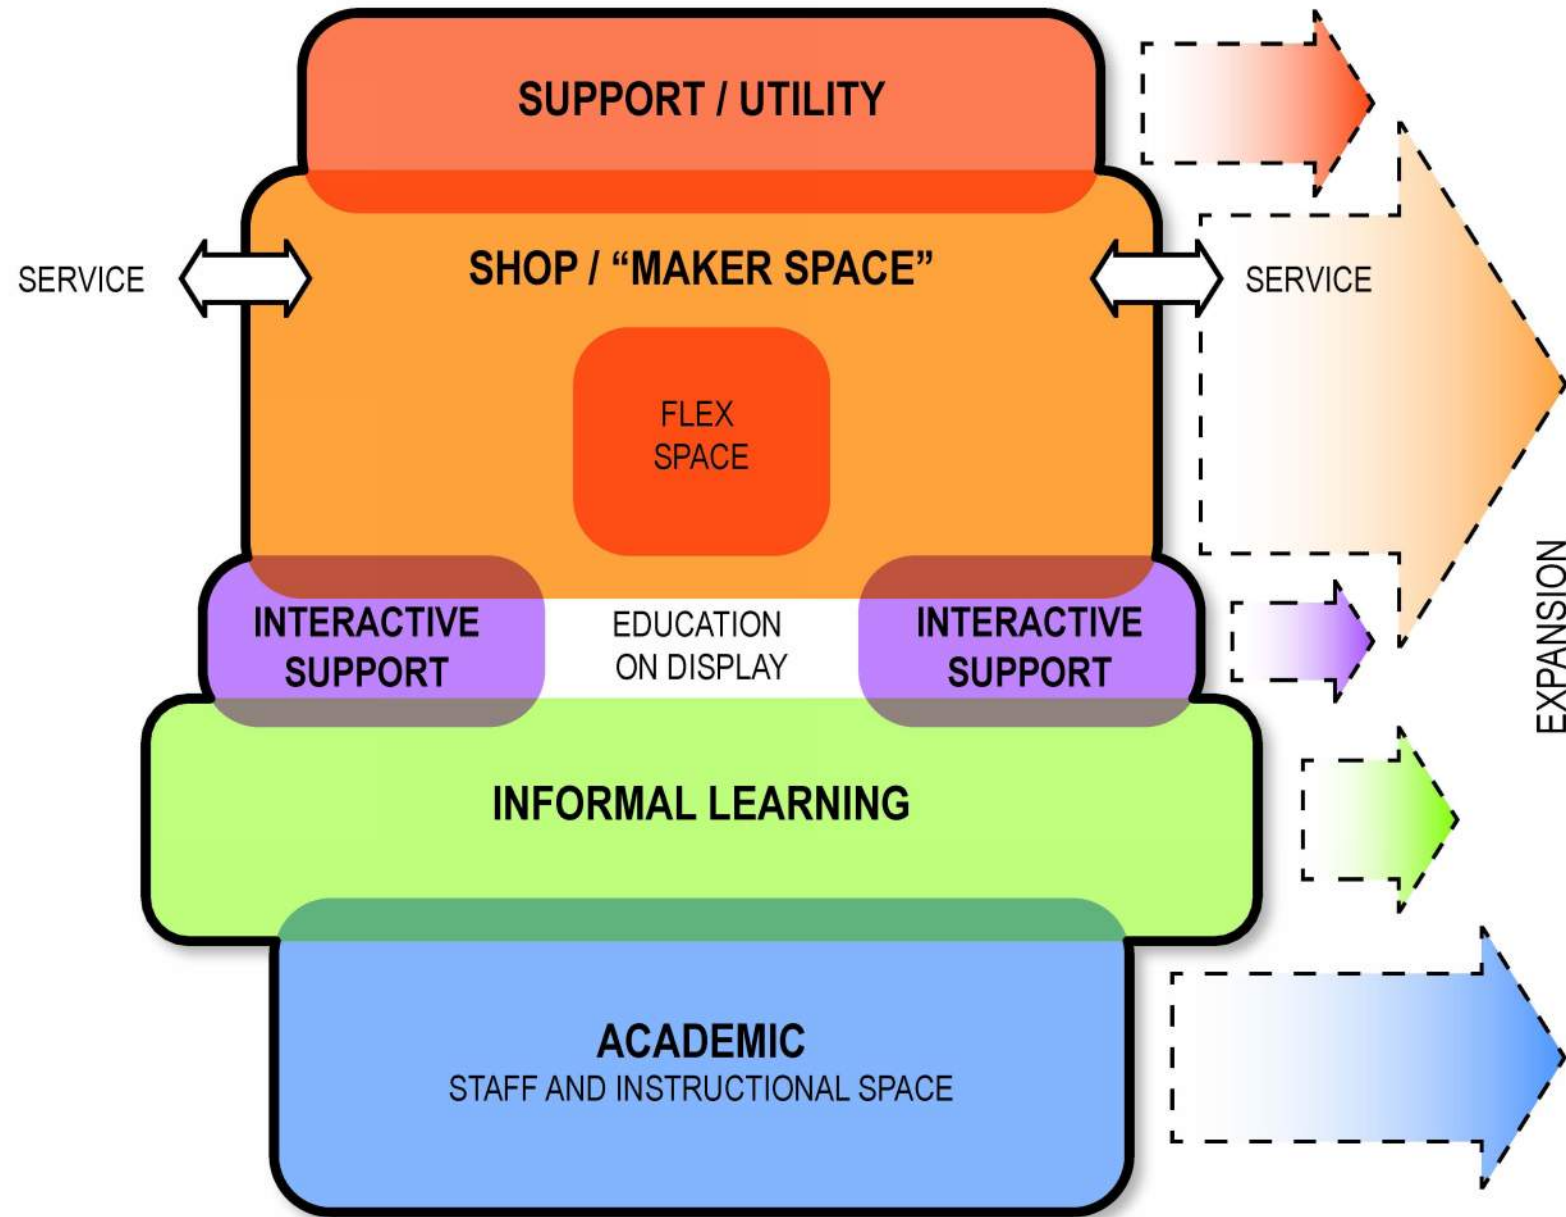 SUPPORT / UTILITY
SHOP / “MAKER SPACE”
SERVICE
SERVICE
FLEX
SPACE
INTERACTIVE
SUPPORT
EDUCATION
ON DISPLAY
INTERACTIVE
SUPPORT
EXPANSION
INFORMAL LEARNING
ACADEMIC
STAFF AND INSTRUCTIONAL SPACE